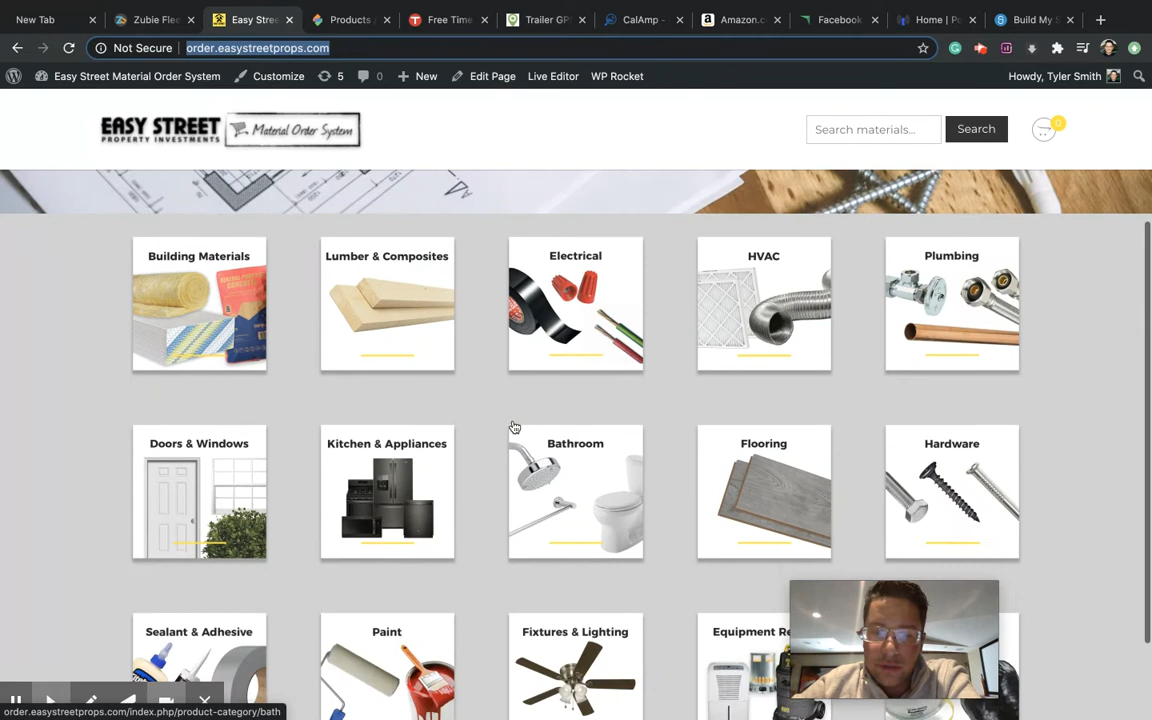 New Tab
Zubie Flee
Easy Stree
Products /
Free Time
Trailer GP
CalAmp -
Amazon.c
Facebook
Home | Po
Build My S
Not Secure order.easystreetprops.com
Easy Street Material Order System
Customize
5
0
New
Edit Page
Live Editor
WP Rocket
Howdy, Tyler Smith
EASY STREET
PROPERTY INVESTMENTS
Material Order System
Search materials...
Search
0
Building Materials
Lumber & Composites
Electrical
HVAC
Plumbing
Doors & Windows
Kitchen & Appliances
Bathroom
Flooring
Hardware
Sealant & Adhesive
Paint
Fixtures & Lighting
Equipment Re
order.easystreetprops.com/index.php/product-category/bath